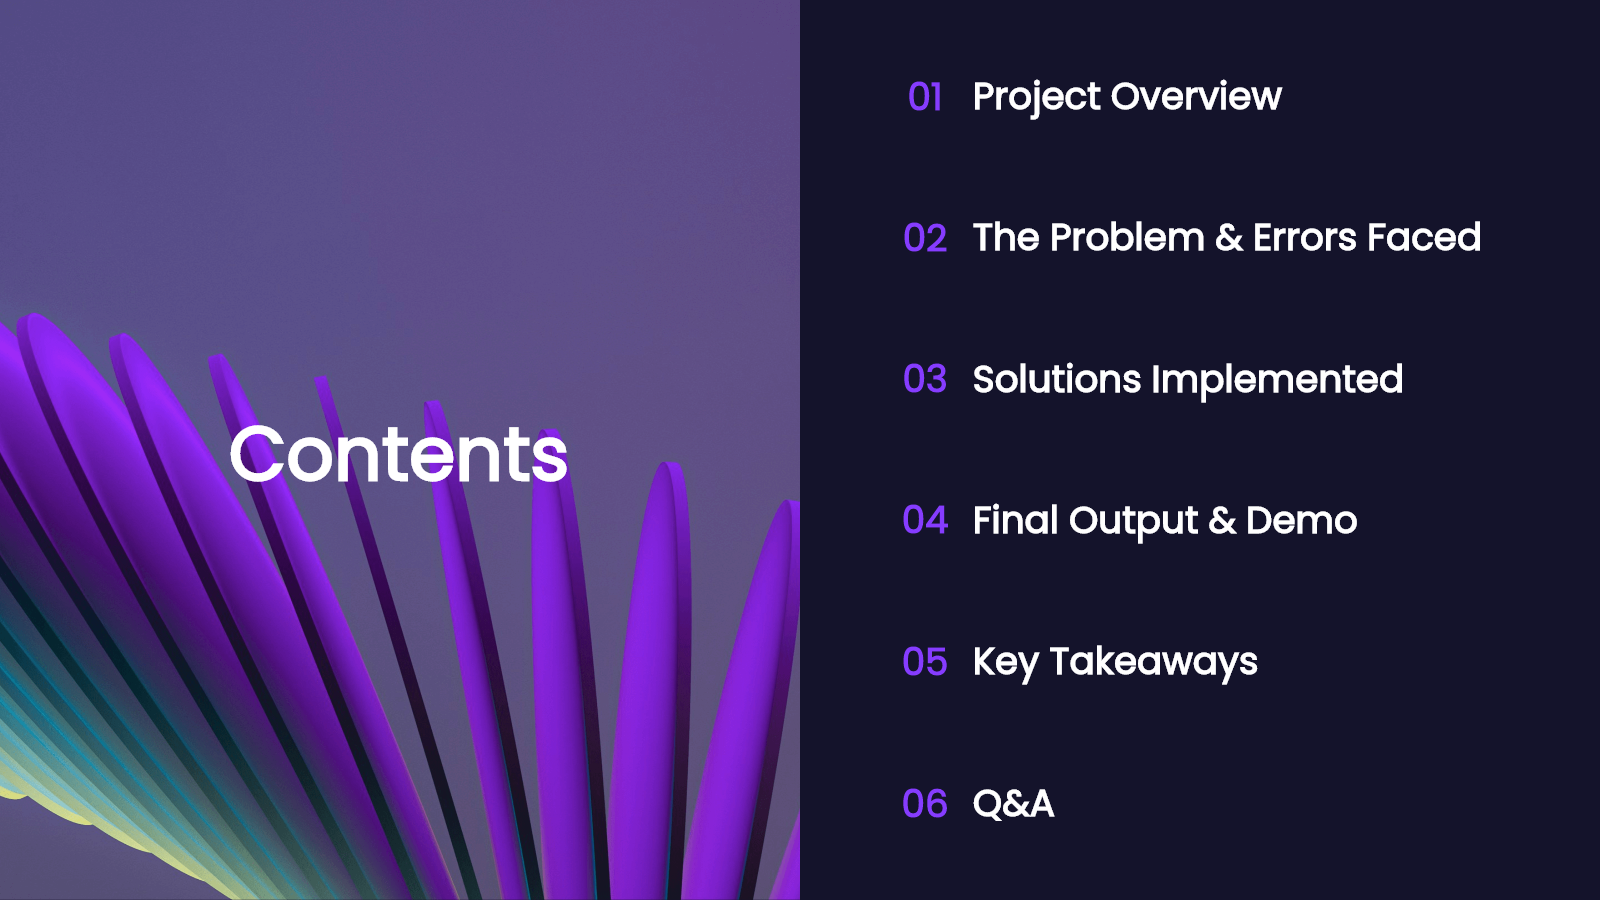 Contents
01 Project Overview
02 The Problem & Errors Faced
03 Solutions Implemented
04 Final Output & Demo
05 Key Takeaways
06 Q&A